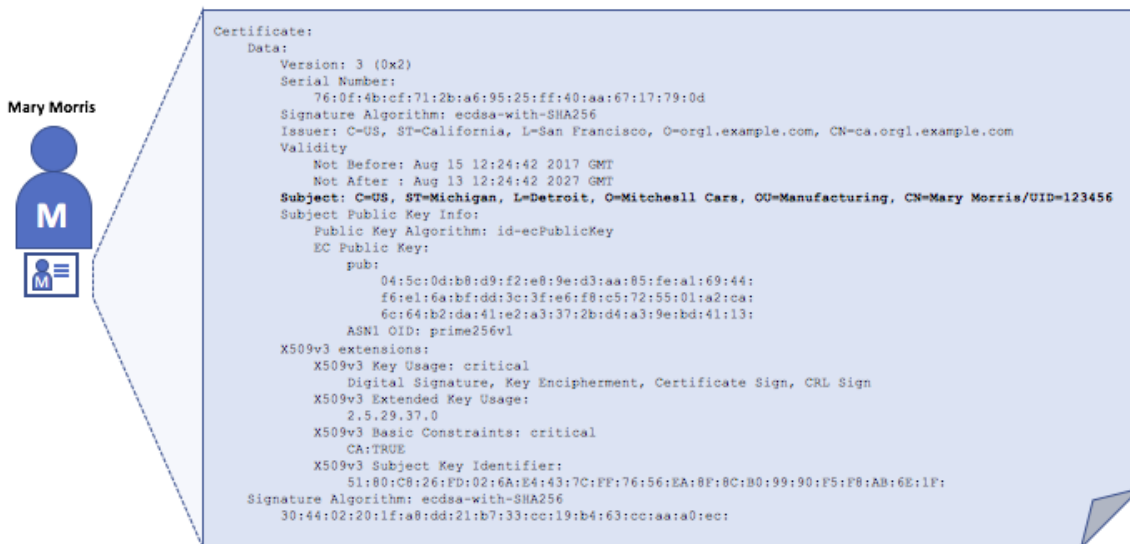 Mary Morris
M
M
Certificate:
Data:
Version: 3 (0x2)
Serial Number:
76:0f:4b:cf:71:2b:a6:95:25:ff:40:aa:67:17:79:0d
Signature Algorithm: ecdsa-with-SHA256
Issuer: C=US, ST=California, L=San Francisco, O=org1.example.com, CN=ca.org1.example.com
Validity
Not Before: Aug 15 12:24:42 2017 GMT
Not After : Aug 13 12:24:42 2027 GMT
Subject: C=US, ST=Michigan, L=Detroit, O=Mitchesll Cars, OU=Manufacturing, CN=Mary Morris/UID=123456
Subject Public Key Info:
Public Key Algorithm: id-ecPublicKey
EC Public Key:
pub:
04:5c:0d:b8:d9:f2:e8:9e:d3:aa:85:fe:a1:69:44:
f6:e1:6a:bf:dd:3c:3f:e6:f8:c5:72:55:01:a2:ca:
6c:64:b2:da:41:e2:a3:37:2b:d4:a3:9e:bd:41:13:
ASN1 OID: prime256v1
X509v3 extensions:
X509v3 Key Usage: critical
Digital Signature, Key Encipherment, Certificate Sign, CRL Sign
X509v3 Extended Key Usage:
2.5.29.37.0
X509v3 Basic Constraints: critical
CA:TRUE
X509v3 Subject Key Identifier:
51:80:C8:26:FD:02:6A:E4:43:7C:FF:76:56:EA:8F:8C:B0:99:90:F5:F8:AB:6E:1F:
Signature Algorithm: ecdsa-with-SHA256
30:44:02:20:1f:a8:dd:21:b7:33:cc:19:b4:63:cc:aa:a0:ec: